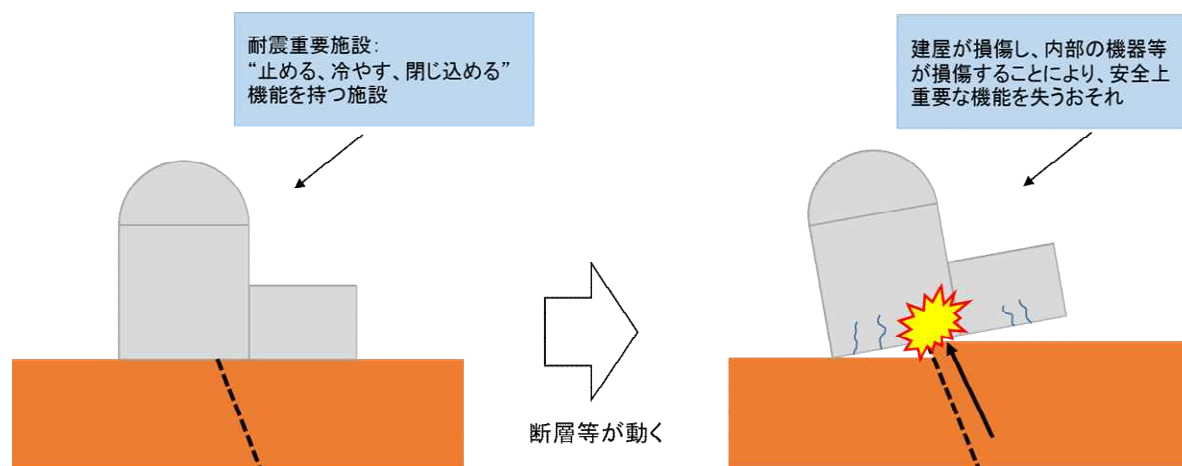 耐震重要施設:
“止める、冷やす、閉じ込める”
機能を持つ施設
建屋が損傷し、内部の機器等
が損傷することにより、安全上
重要な機能を失うおそれ
断層等が動く